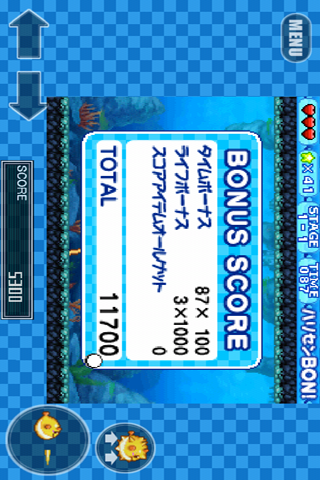 MENU
×41
STAGE
1-1
TIME
087
ハリセンBON!
BONUS SCORE
タイムボーナス 87× 100
ライフボーナス 3×1000
スコアアイテムオールゲット 0
TOTAL 11700
SCORE
5300